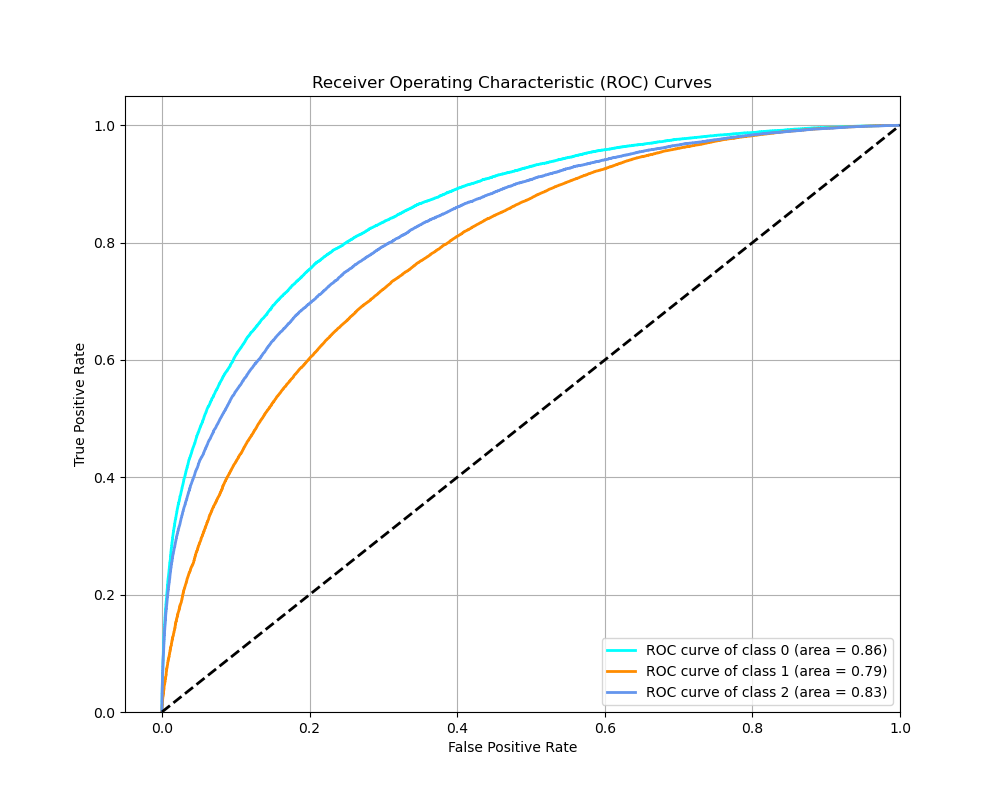 Receiver Operating Characteristic (ROC) Curves
True Positive Rate
1.0
0.8
0.6
0.4
0.2
0.0
ROC curve of class 0 (area = 0.86)
ROC curve of class 1 (area = 0.79)
ROC curve of class 2 (area = 0.83)
0.0 0.2 0.4 0.6 0.8 1.0
False Positive Rate